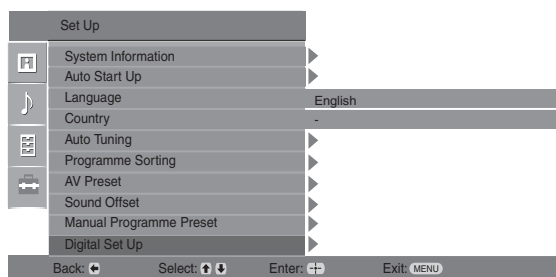 Set Up
System Information
Auto Start Up
Language English
Country -
Auto Tuning
Programme Sorting
AV Preset
Sound Offset
Manual Programme Preset
Digital Set Up
Back: Select: Enter: Exit: MENU